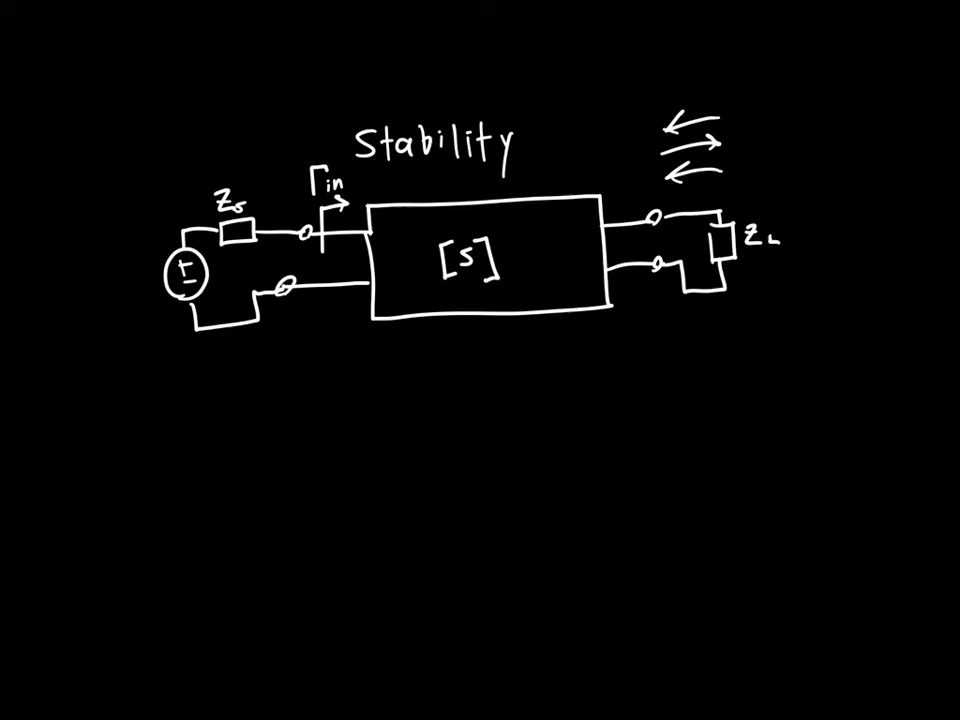 Stability
Γin
Zs
ZL
±
[S]